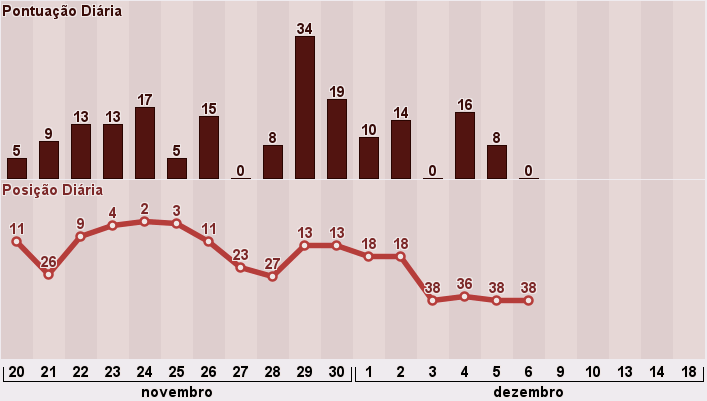 Pontuação Diária
5 9 13 13 17 5 15 0 8 34 19 10 14 0 16 8 0
Posição Diária
11 26 9 4 2 3 11 23 27 13 13 18 18 38 36 38 38
20 21 22 23 24 25 26 27 28 29 30 1 2 3 4 5 6 9 10 13 14 18
novembro dezembro